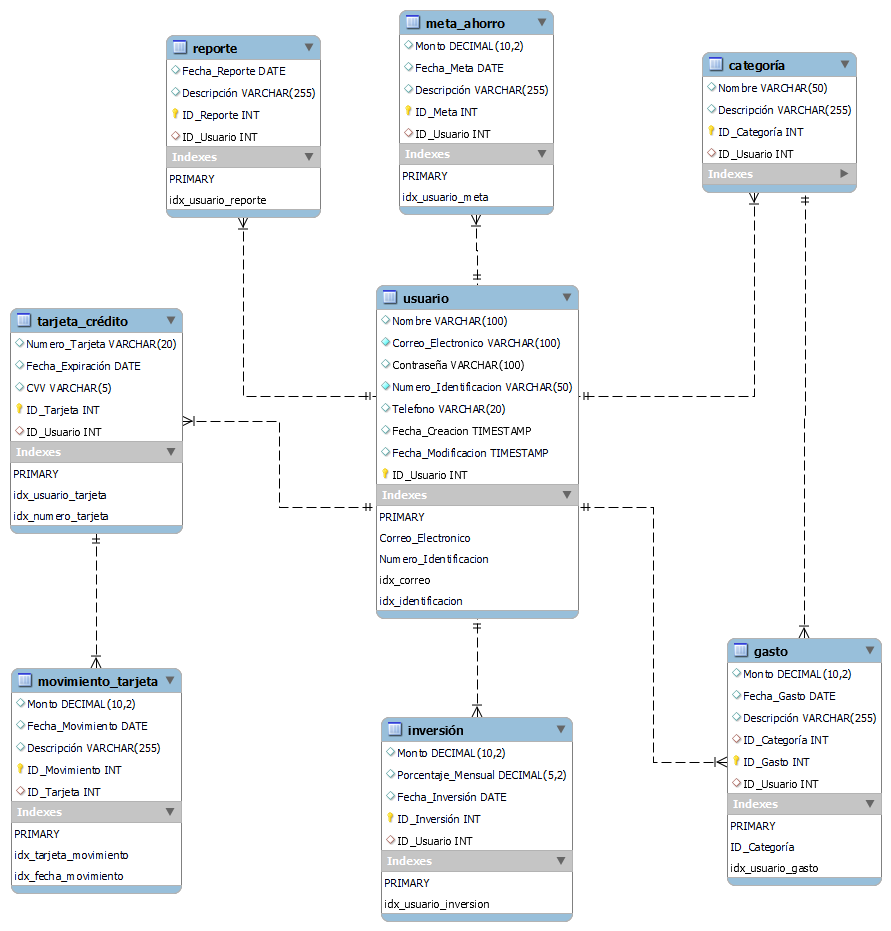 reporte
Fecha_Reporte DATE
Descripción VARCHAR(255)
ID_Reporte INT
ID_Usuario INT
Indexes
PRIMARY
idx_usuario_reporte
meta_ahorro
Monto DECIMAL(10,2)
Fecha_Meta DATE
Descripción VARCHAR(255)
ID_Meta INT
ID_Usuario INT
Indexes
PRIMARY
idx_usuario_meta
categoría
Nombre VARCHAR(50)
Descripción VARCHAR(255)
ID_Categoría INT
ID_Usuario INT
Indexes
tarjeta_crédito
Numero_Tarjeta VARCHAR(20)
Fecha_Expiración DATE
CVV VARCHAR(5)
ID_Tarjeta INT
ID_Usuario INT
Indexes
PRIMARY
idx_usuario_tarjeta
idx_numero_tarjeta
usuario
Nombre VARCHAR(100)
Correo_Electronico VARCHAR(100)
Contraseña VARCHAR(100)
Numero_Identificacion VARCHAR(50)
Telefono VARCHAR(20)
Fecha_Creacion TIMESTAMP
Fecha_Modificacion TIMESTAMP
ID_Usuario INT
Indexes
PRIMARY
Correo_Electronico
Numero_Identificacion
idx_correo
idx_identificacion
movimiento_tarjeta
Monto DECIMAL(10,2)
Fecha_Movimiento DATE
Descripción VARCHAR(255)
ID_Movimiento INT
ID_Tarjeta INT
Indexes
PRIMARY
idx_tarjeta_movimiento
idx_fecha_movimiento
inversión
Monto DECIMAL(10,2)
Porcentaje_Mensual DECIMAL(5,2)
Fecha_Inversión DATE
ID_Inversión INT
ID_Usuario INT
Indexes
PRIMARY
idx_usuario_inversion
gasto
Monto DECIMAL(10,2)
Fecha_Gasto DATE
Descripción VARCHAR(255)
ID_Categoría INT
ID_Gasto INT
ID_Usuario INT
Indexes
PRIMARY
ID_Categoría
idx_usuario_gasto